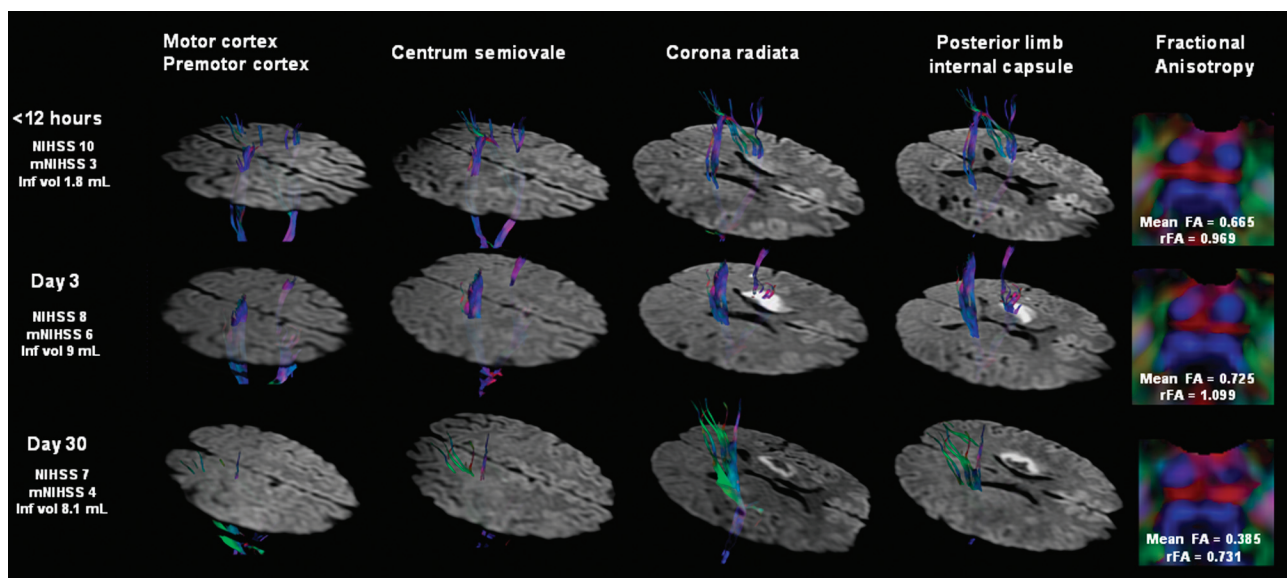 Motor cortex
Premotor cortex
Centrum semiovale
Corona radiata
Posterior limb
internal capsule
Fractional
Anisotropy
<12 hours
NIHSS 10
mNIHSS 3
Inf vol 1.8 mL
Mean FA = 0.665
rFA = 0.969
Day 3
NIHSS 8
mNIHSS 6
Inf vol 9 mL
Mean FA = 0.725
rFA = 1.099
Day 30
NIHSS 7
mNIHSS 4
Inf vol 8.1 mL
Mean FA = 0.385
rFA = 0.731